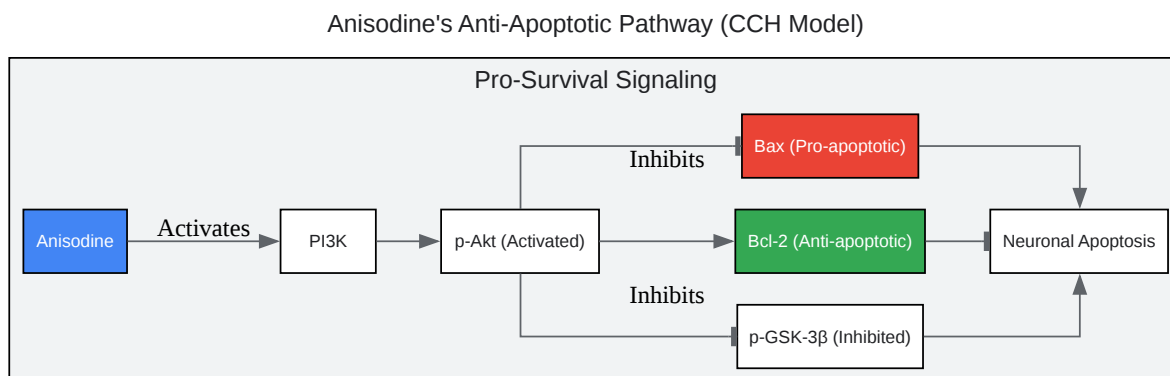 Anisodine's Anti-Apoptotic Pathway (CCH Model)
Pro-Survival Signaling
Bax (Pro-apoptotic)
Inhibits
Anisodine
Activates
PI3K
p-Akt (Activated)
Bcl-2 (Anti-apoptotic)
Neuronal Apoptosis
Inhibits
p-GSK-3β (Inhibited)